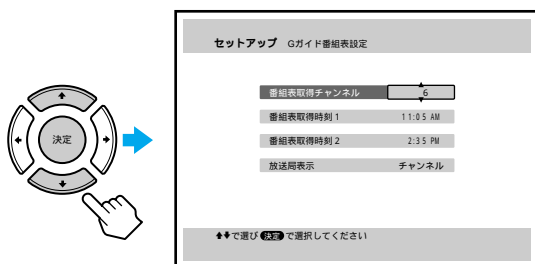 セットアップ Gガイド番組表設定
番組表取得チャンネル 6
番組表取得時刻 1 11:05 AM
番組表取得時刻 2 2:35 PM
放送局表示 チャンネル
決定
で選び 決定 で選択してください